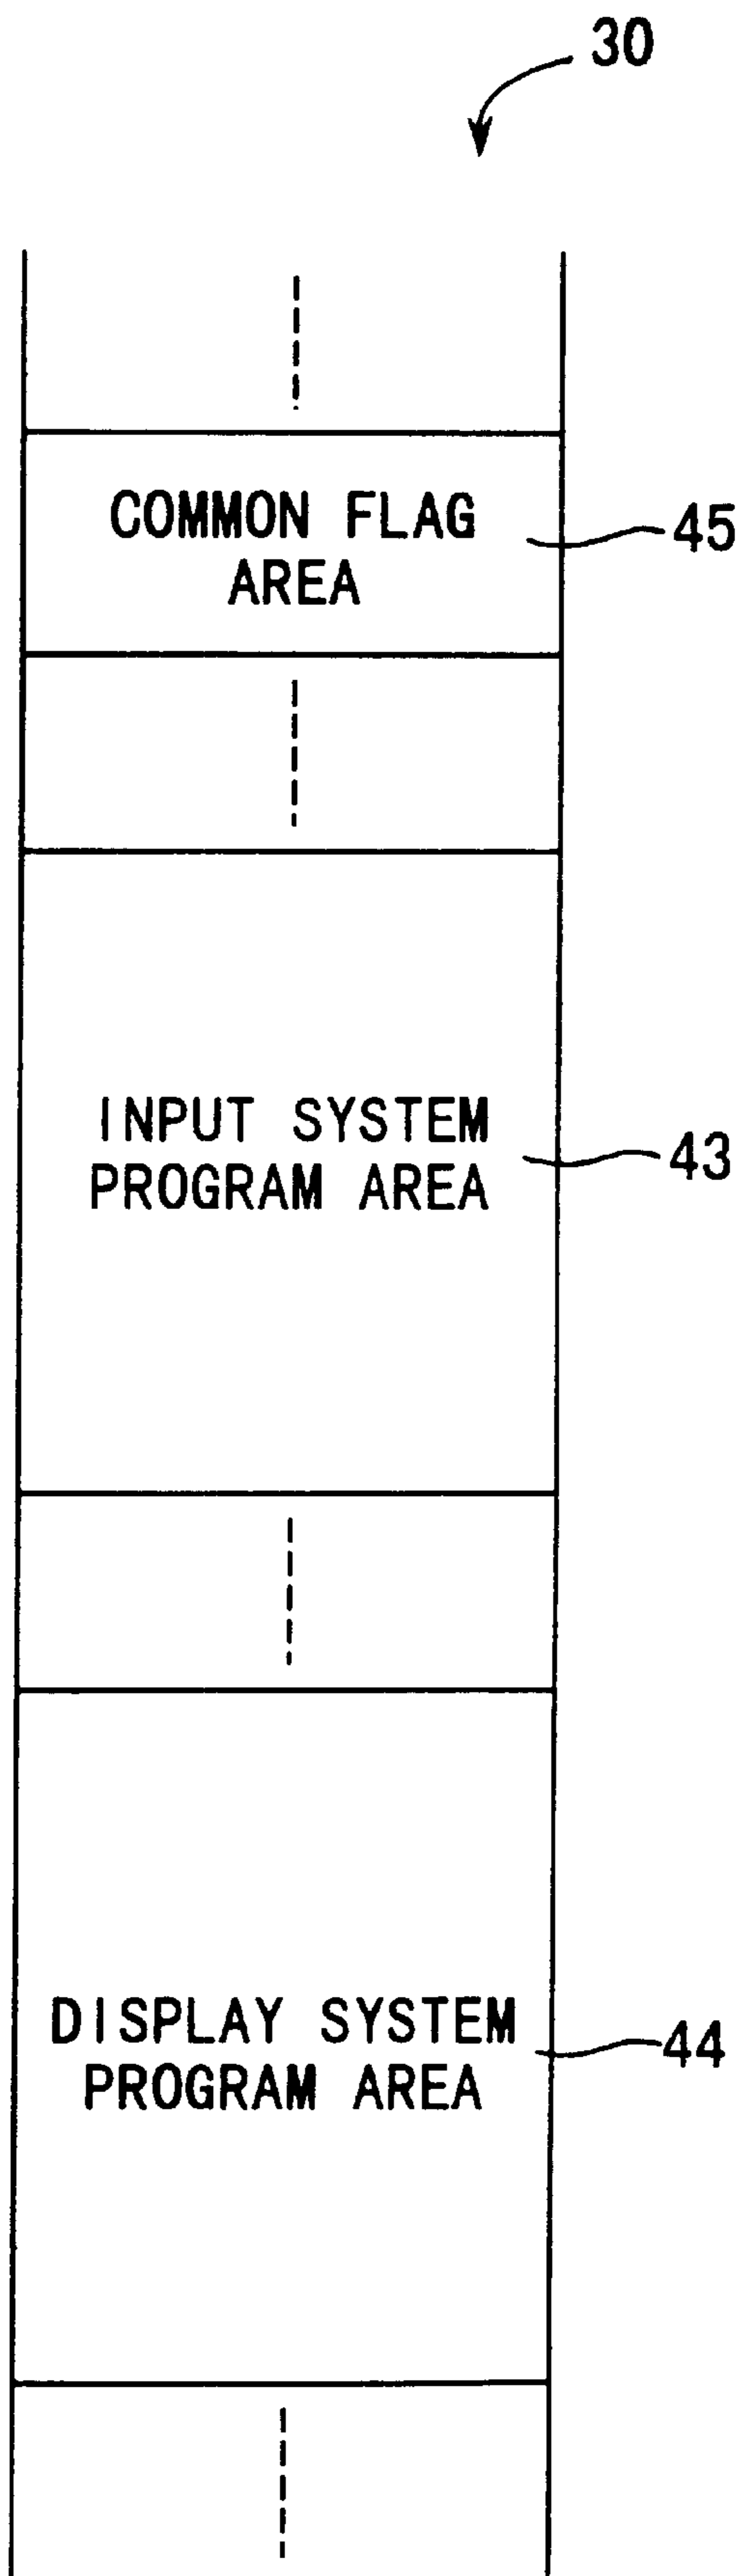 30
COMMON FLAG
AREA
45
INPUT SYSTEM
PROGRAM AREA
43
DISPLAY SYSTEM
PROGRAM AREA
44